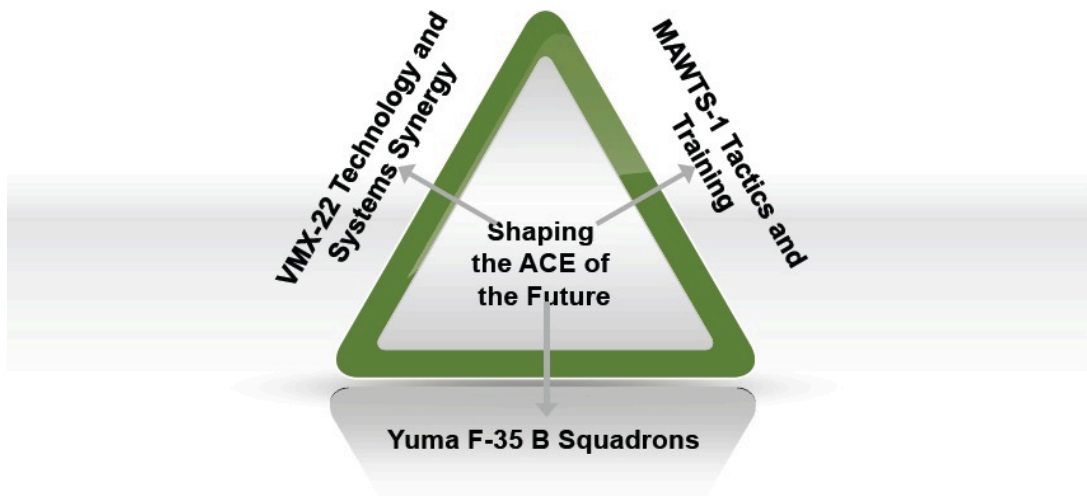 VMX-22 Technology and
Systems Synergy
MAWTS-1 Tactics and
Training
Shaping
the ACE of
the Future
Yuma F-35 B Squadrons